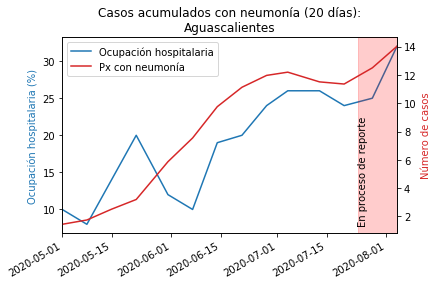 Casos acumulados con neumonía (20 días):
Aguascalientes
Ocupación hospitalaria
Px con neumonía
Ocupación hospitalaria (%)
30
25
20
15
10
14
12
10
8
6
4
2
Número de casos
En proceso de reporte
2020-05-01
2020-05-15
2020-06-01
2020-06-15
2020-07-01
2020-07-15
2020-08-01